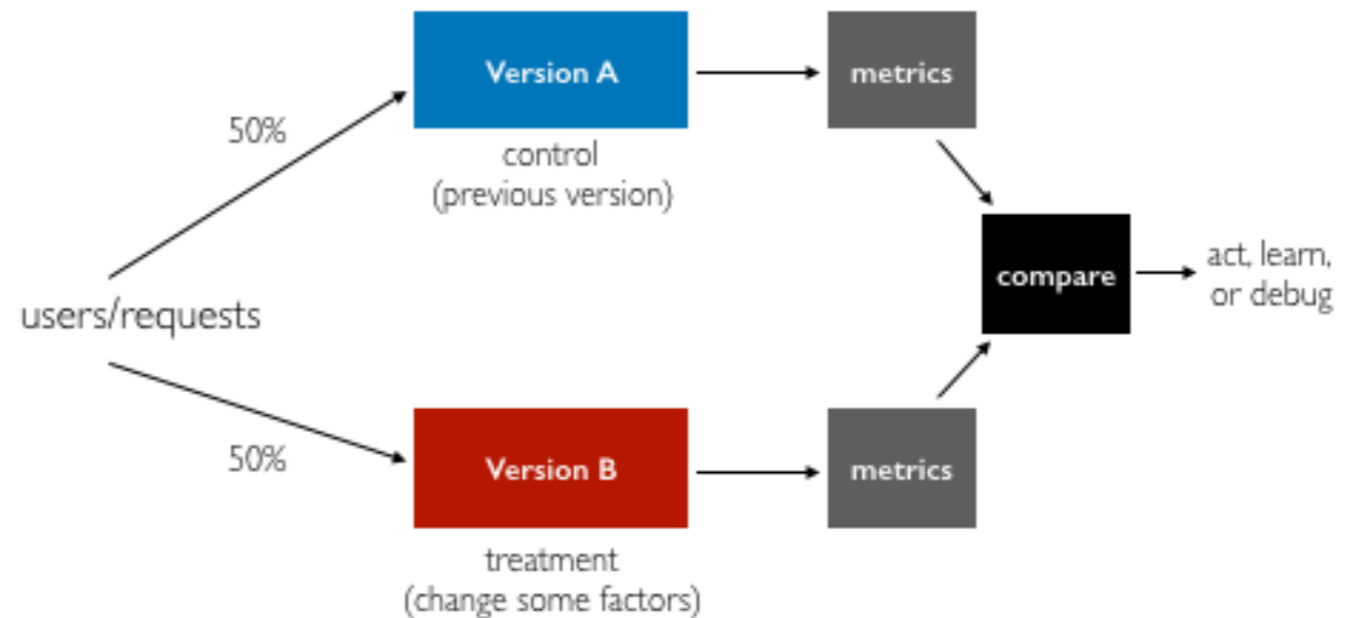 50%
Version A
metrics
control
(previous version)
users/requests
compare
act, learn,
or debug
50%
Version B
metrics
treatment
(change some factors)